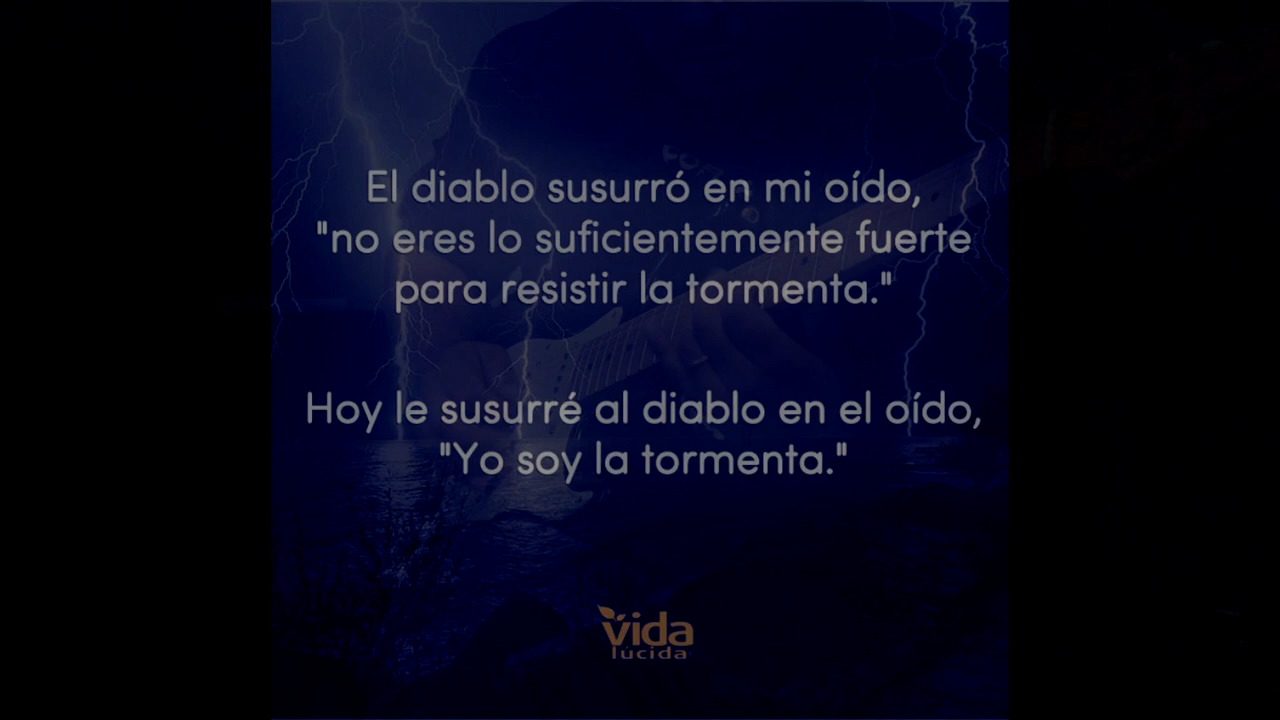 El diablo susurró en mi oído,
"no eres lo suficientemente fuerte
para resistir la tormenta."
Hoy le susurré al diablo en el oído,
"Yo soy la tormenta."
vida
lúcida